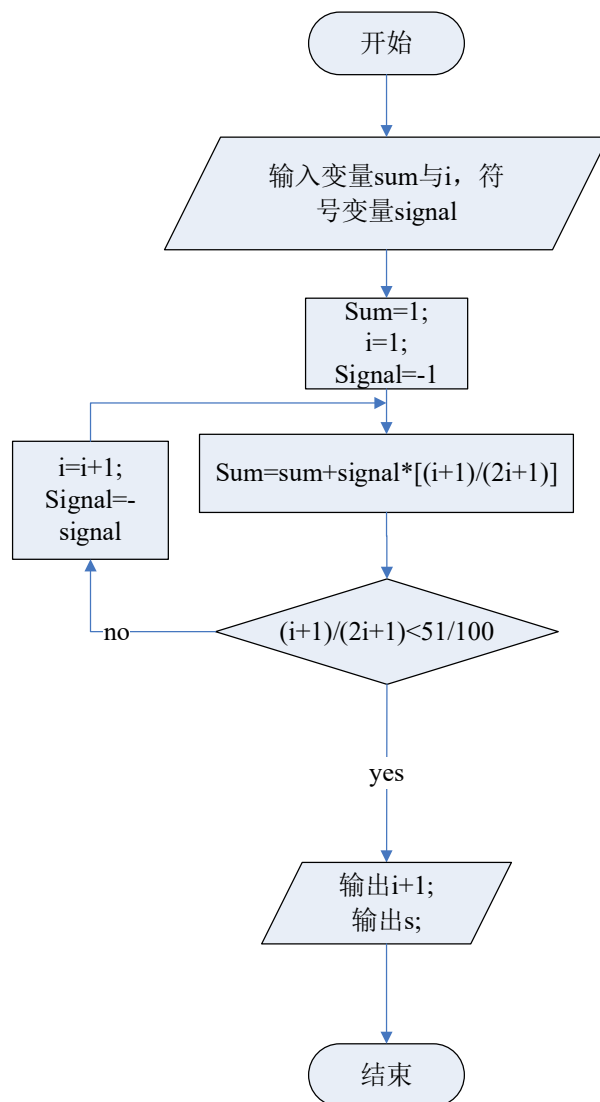 开始
输入变量sum与i，符
号变量signal
Sum=1;
i=1;
Signal=-1
i=i+1;
Signal=-
signal
Sum=sum+signal*[(i+1)/(2i+1)]
(i+1)/(2i+1)<51/100
no
yes
输出i+1;
输出s;
结束